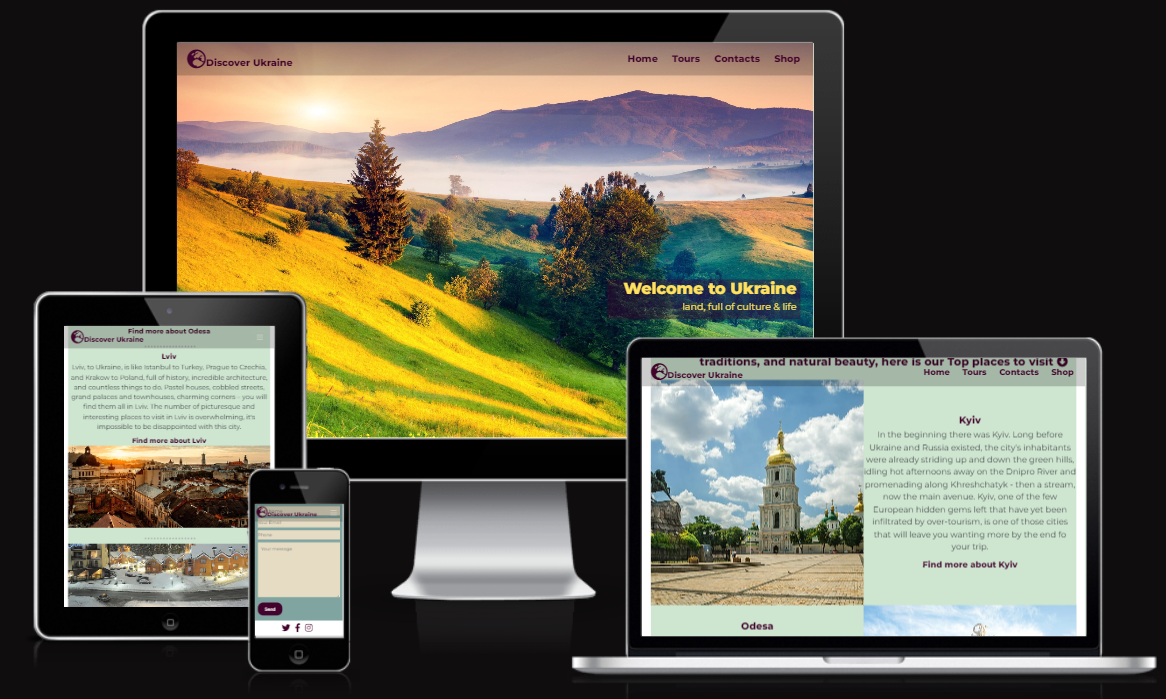 Discover Ukraine
Home Tours Contacts Shop
Welcome to Ukraine
land, full of culture & life
Find more about Odesa
Discover Ukraine
Lviv
Lviv, to Ukraine, is like Istanbul to Turkey, Prague to Czechia,
and Krakow to Poland, full of history, incredible architecture,
and countless things to do. Pastel houses, cobbled streets,
grand palaces and townhouses, charming corners - you will
find them all in Lviv. The number of picturesque and
interesting places to visit in Lviv is overwhelming, it's
impossible to be disappointed with this city.
Find more about Lviv
Discover Ukraine
Your Email
Phone
Your message
Send
traditions, and natural beauty, here is our Top places to visit
Discover Ukraine
Home Tours Contacts Shop
Kyiv
In the beginning there was Kyiv. Long before
Ukraine and Russia existed, the city's inhabitants
were already striding up and down the green hills,
idling hot afternoons away on the Dnipro River and
promenading along Khreshchatyk - then a stream,
now the main avenue. Kyiv, one of the few
European hidden gems left that have yet been
infiltrated by over-tourism, is one of those cities
that will leave you wanting more by the end fo
your trip.
Find more about Kyiv
Odesa